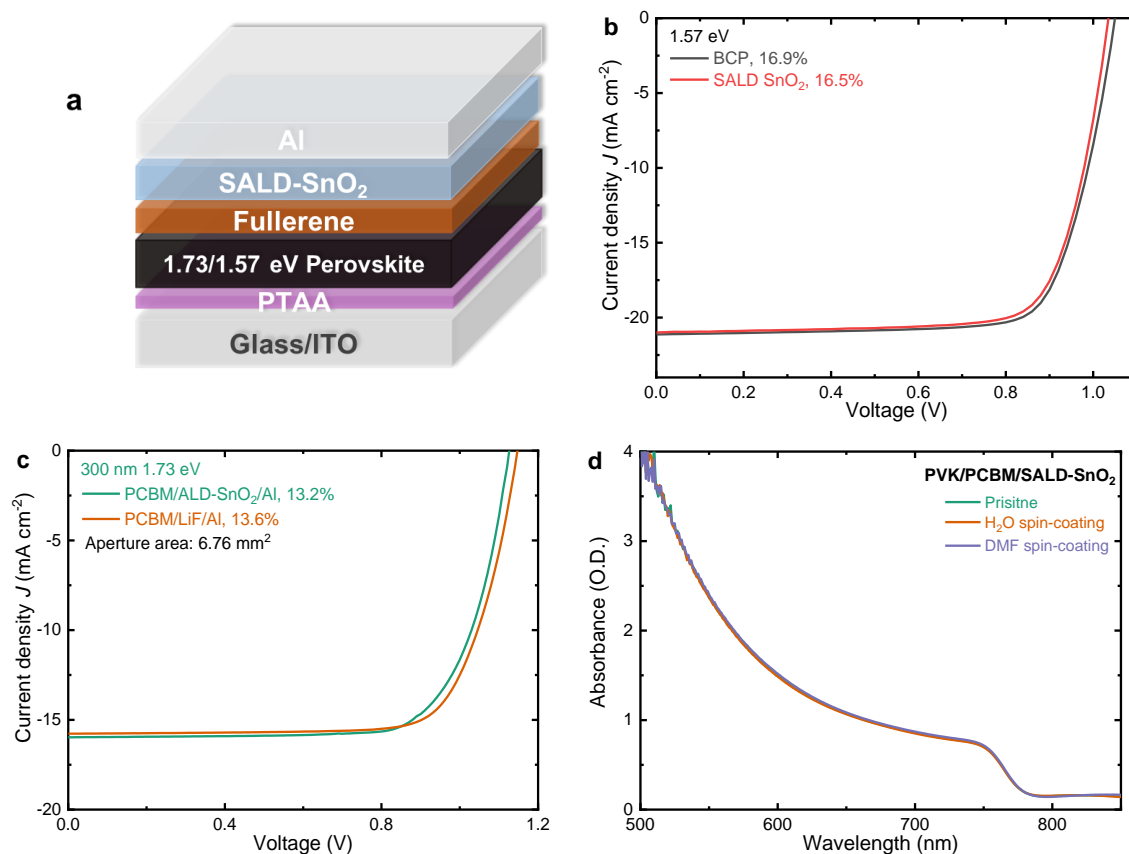 a
Al
SALD-SnO₂
Fullerene
1.73/1.57 eV Perovskite
PTAA
Glass/ITO
b
1.57 eV
BCP, 16.9%
SALD SnO₂, 16.5%
0
-5
-10
-15
-20
Current density J (mA cm⁻²)
0.0 0.2 0.4 0.6 0.8 1.0
Voltage (V)
c
300 nm 1.73 eV
PCBM/ALD-SnO₂/Al, 13.2%
PCBM/LiF/Al, 13.6%
Aperture area: 6.76 mm²
0
-5
-10
-15
-20
Current density J (mA cm⁻²)
0.0 0.4 0.8 1.2
Voltage (V)
d
PVK/PCBM/SALD-SnO₂
Prisitne
H₂O spin-coating
DMF spin-coating
4
3
2
1
0
Absorbance (O.D.)
500 600 700 800
Wavelength (nm)